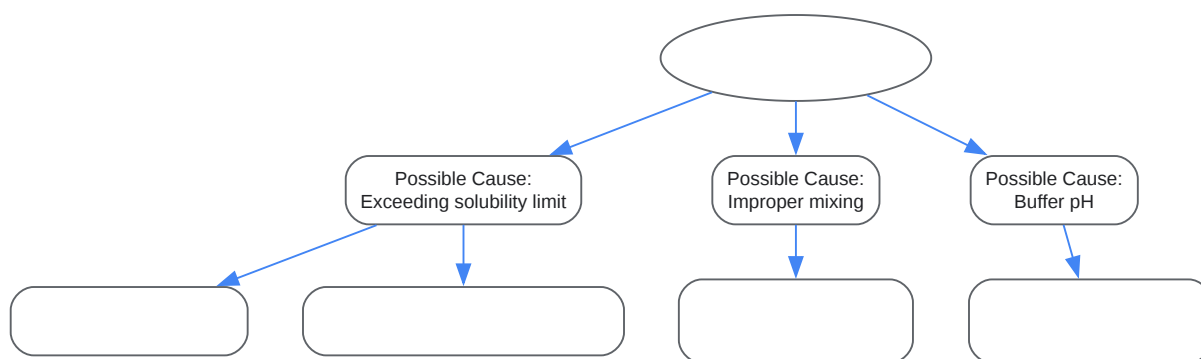 Possible Cause:
Exceeding solubility limit
Possible Cause:
Improper mixing
Possible Cause:
Buffer pH